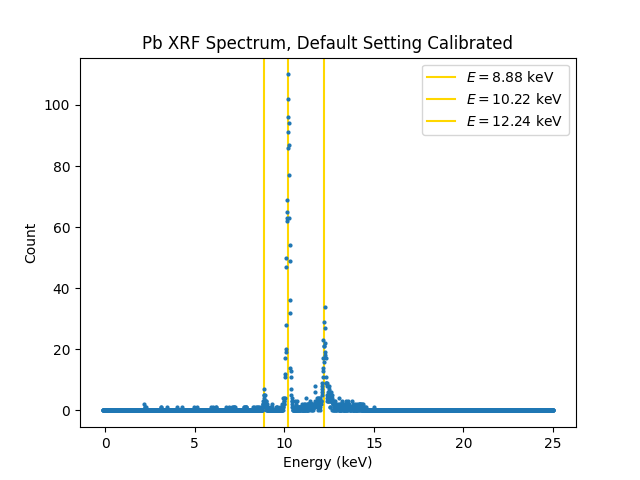 Pb XRF Spectrum, Default Setting Calibrated
E = 8.88 keV
E = 10.22 keV
E = 12.24 keV
100
80
60
40
20
0
Count
0 5 10 15 20 25
Energy (keV)